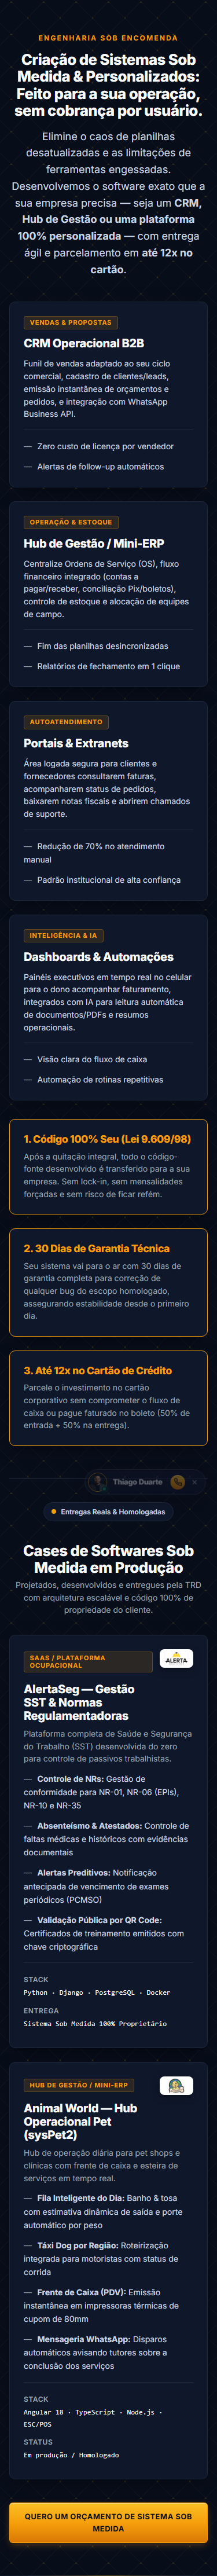 ENGENHARIA SOB ENCOMENDA
Criação de Sistemas Sob
Medida & Personalizados:
Feito para a sua operação,
sem cobrança por usuário.
Elimine o caos de planilhas
desatualizadas e as limitações de
ferramentas engessadas.
Desenvolvemos o software exato que a
sua empresa precisa — seja um CRM,
Hub de Gestão ou uma plataforma
100% personalizada — com entrega
ágil e parcelamento em até 12x no
cartão.
VENDAS & PROPOSTAS
CRM Operacional B2B
Funil de vendas adaptado ao seu ciclo
comercial, cadastro de clientes/leads,
emissão instantânea de orçamentos e
pedidos, e integração com WhatsApp
Business API.
— Zero custo de licença por vendedor
— Alertas de follow-up automáticos
OPERAÇÃO & ESTOQUE
Hub de Gestão / Mini-ERP
Centralize Ordens de Serviço (OS), fluxo
financeiro integrado (contas a
pagar/receber, conciliação Pix/boletos),
controle de estoque e alocação de equipes
de campo.
— Fim das planilhas desincronizadas
— Relatórios de fechamento em 1 clique
AUTOATENDIMENTO
Portais & Extranets
Área logada segura para clientes e
fornecedores consultarem faturas,
acompanharem status de pedidos,
baixarem notas fiscais e abrirem chamados
de suporte.
— Redução de 70% no atendimento
manual
— Padrão institucional de alta confiança
INTELIGÊNCIA & IA
Dashboards & Automações
Painéis executivos em tempo real no celular
para o dono acompanhar faturamento,
integrados com IA para leitura automática
de documentos/PDFs e resumos
operacionais.
— Visão clara do fluxo de caixa
— Automação de rotinas repetitivas
1. Código 100% Seu (Lei 9.609/98)
Após a quitação integral, todo o código-
fonte desenvolvido é transferido para a sua
empresa. Sem lock-in, sem mensalidades
forçadas e sem risco de ficar refém.
2. 30 Dias de Garantia Técnica
Seu sistema vai para o ar com 30 dias de
garantia completa para correção de
qualquer bug do escopo homologado,
assegurando estabilidade desde o primeiro
dia.
3. Até 12x no Cartão de Crédito
Parcele o investimento no cartão
corporativo sem comprometer o fluxo de
caixa ou pague faturado no boleto (50% de
entrada + 50% na entrega).
Thiago Duarte
Entregas Reais & Homologadas
Cases de Softwares Sob
Medida em Produção
Projetados, desenvolvidos e entregues pela TRD
com arquitetura escalável e código 100% de
propriedade do cliente.
SAAS / PLATAFORMA
OCUPACIONAL
ALERTA
AlertaSeg — Gestão
SST & Normas
Regulamentadoras
Plataforma completa de Saúde e Segurança
do Trabalho (SST) desenvolvida do zero
para controle de passivos trabalhistas.
— Controle de NRs: Gestão de
conformidade para NR-01, NR-06 (EPIs),
NR-10 e NR-35
— Absenteísmo & Atestados: Controle de
faltas médicas e históricos com evidências
documentais
— Alertas Preditivos: Notificação
antecipada de vencimento de exames
periódicos (PCMSO)
— Validação Pública por QR Code:
Certificados de treinamento emitidos com
chave criptográfica
STACK
Python · Django · PostgreSQL · Docker
ENTREGA
Sistema Sob Medida 100% Proprietário
HUB DE GESTÃO / MINI-ERP
Animal World — Hub
Operacional Pet
(sysPet2)
Hub de operação diária para pet shops e
clínicas com frente de caixa e esteira de
serviços em tempo real.
— Fila Inteligente do Dia: Banho & tosa
com estimativa dinâmica de saída e porte
automático por peso
— Táxi Dog por Região: Roteirização
integrada para motoristas com status de
corrida
— Frente de Caixa (PDV): Emissão
instantânea em impressoras térmicas de
cupom de 80mm
— Mensageria WhatsApp: Disparos
automáticos avisando tutores sobre a
conclusão dos serviços
STACK
Angular 18 · TypeScript · Node.js ·
ESC/POS
STATUS
Em produção / Homologado
QUERO UM ORÇAMENTO DE SISTEMA SOB
MEDIDA